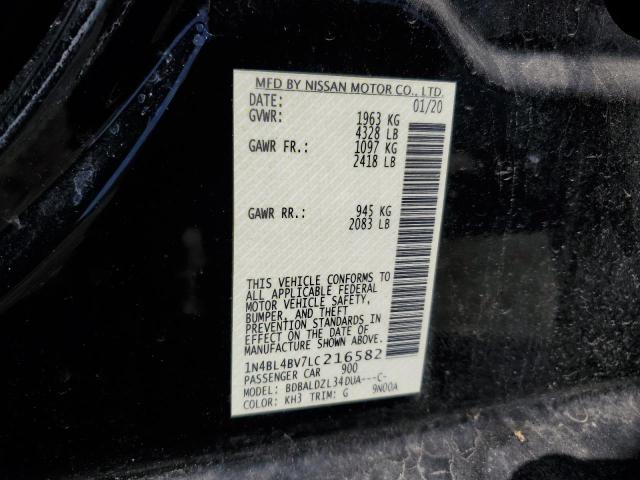 MFD BY NISSAN MOTOR CO., LTD.
DATE: 01/20
GVWR: 1963 KG
4328 LB
GAWR FR.: 1097 KG
2418 LB
GAWR RR.: 945 KG
2083 LB
THIS VEHICLE CONFORMS TO
ALL APPLICABLE FEDERAL
MOTOR VEHICLE SAFETY,
BUMPER, AND THEFT
PREVENTION STANDARDS IN
EFFECT ON THE DATE OF
MANUFACTURE SHOWN ABOVE.
1N4BL4BV7LC216582
PASSENGER CAR 900
MODEL: BDBALDZL34DUA---C-
COLOR: KH3 TRIM: G 9N00A